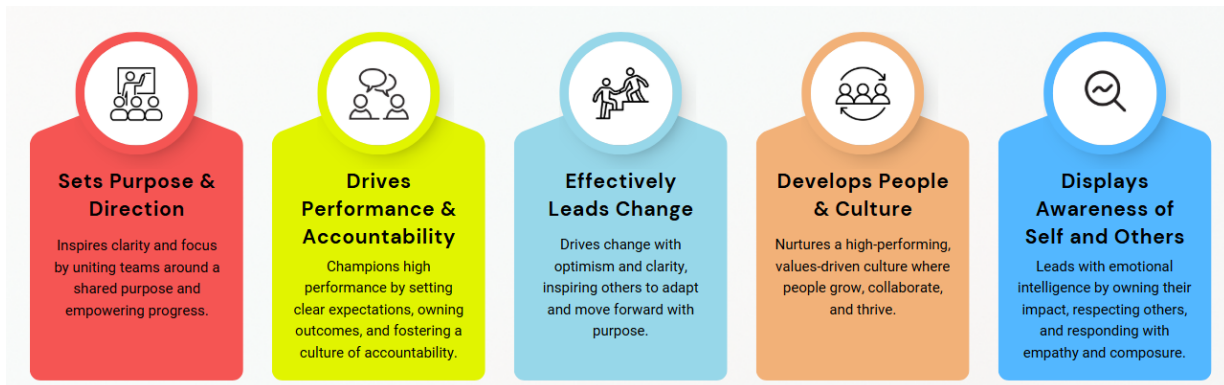 Sets Purpose &
Direction
Inspires clarity and focus
by uniting teams around a
shared purpose and
empowering progress.
Drives
Performance &
Accountability
Champions high
performance by setting
clear expectations, owning
outcomes, and fostering a
culture of accountability.
Effectively
Leads Change
Drives change with
optimism and clarity,
inspiring others to adapt
and move forward with
purpose.
Develops People
& Culture
Nurtures a high-performing,
values-driven culture where
people grow, collaborate,
and thrive.
Displays
Awareness of
Self and Others
Leads with emotional
intelligence by owning their
impact, respecting others,
and responding with
empathy and composure.